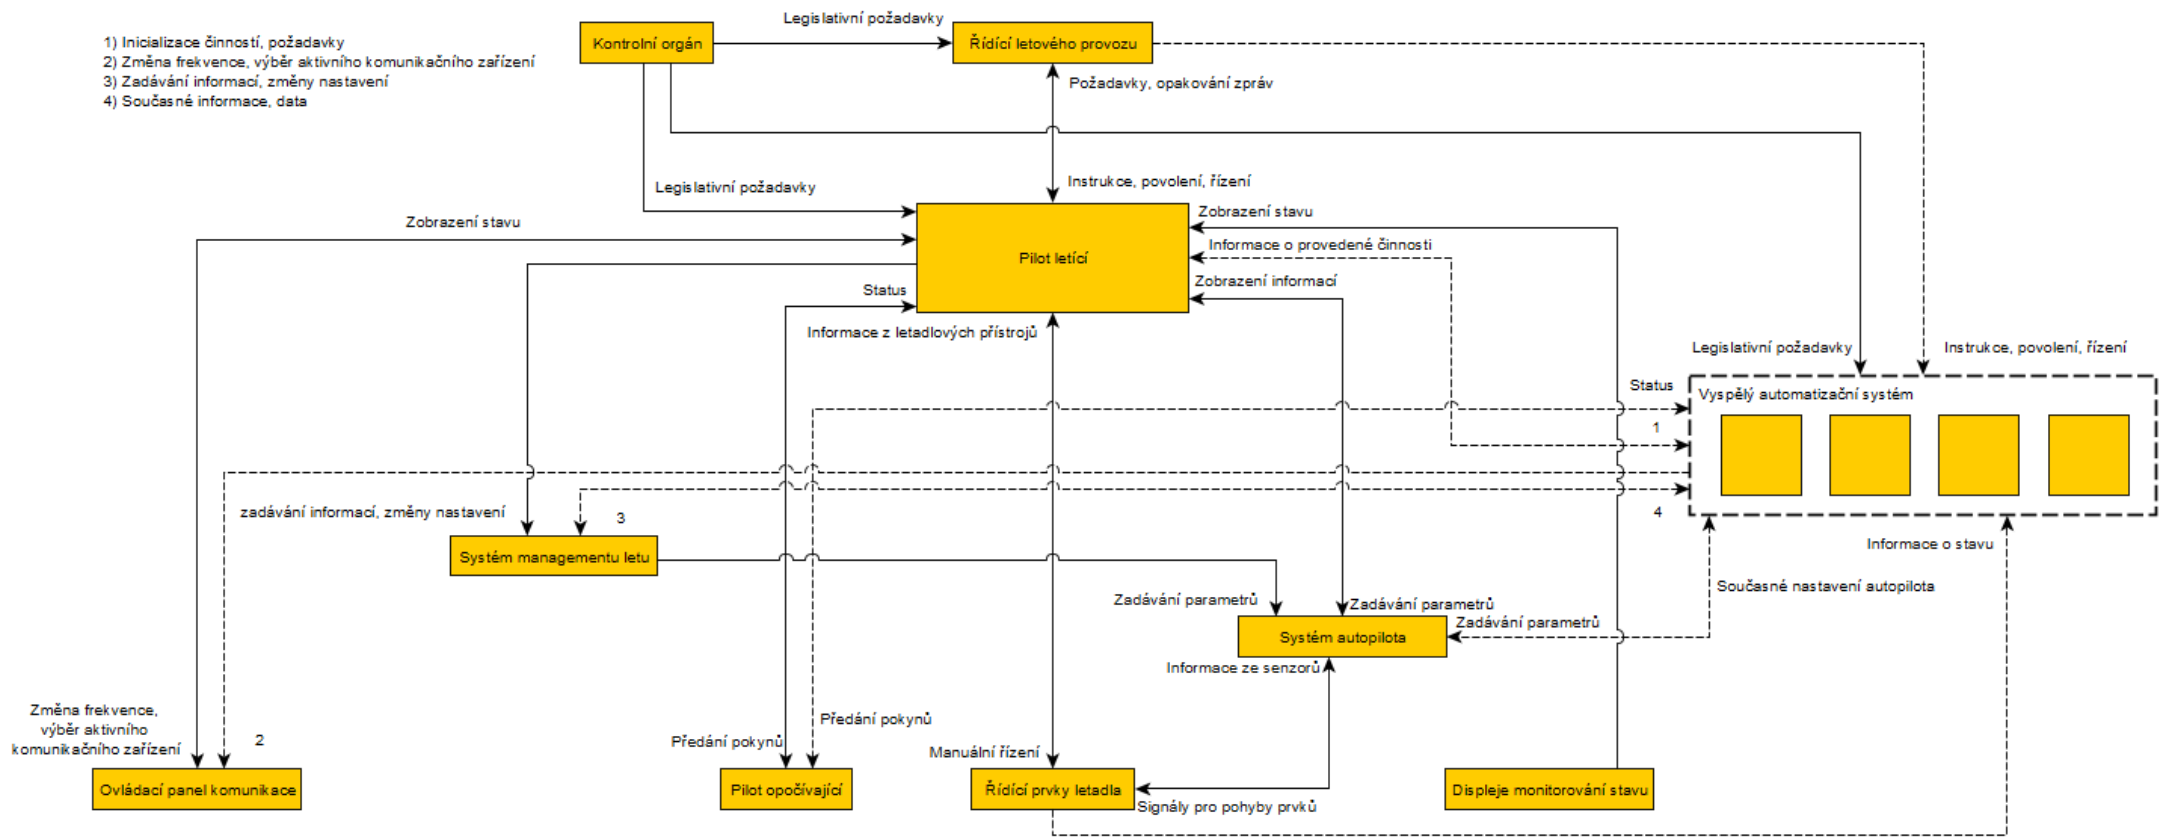 Legislativní požadavky
Kontrolní orgán
Řídící letového provozu
1) Inicializace činností, požadavky
2) Změna frekvence, výběr aktivního komunikačního zařízení
3) Zadávání informací, změny nastavení
4) Současné informace, data
Požadavky, opakování zpráv
Instrukce, povolení, řízení
Legislativní požadavky
Zobrazení stavu
Zobrazení stavu
Informace o provedené činnosti
Pilot letící
Zobrazení informací
Status
Informace z letadlových přístrojů
Legislativní požadavky
Instrukce, povolení, řízení
Status
Vyspělý automatizační systém
1
zadávání informací, změny nastavení
3
4
Systém managementu letu
Informace o stavu
Současné nastavení autopilota
Zadávání parametrů
Zadávání parametrů
Zadávání parametrů
Systém autopilota
Informace ze senzorů
Změna frekvence,
výběr aktivního
komunikačního zařízení
2
Předání pokynů
Předání pokynů
Manuální řízení
Ovládací panel komunikace
Pilot opočívající
Řídící prvky letadla
Signály pro pohyby prvků
Displeje monitorování stavu